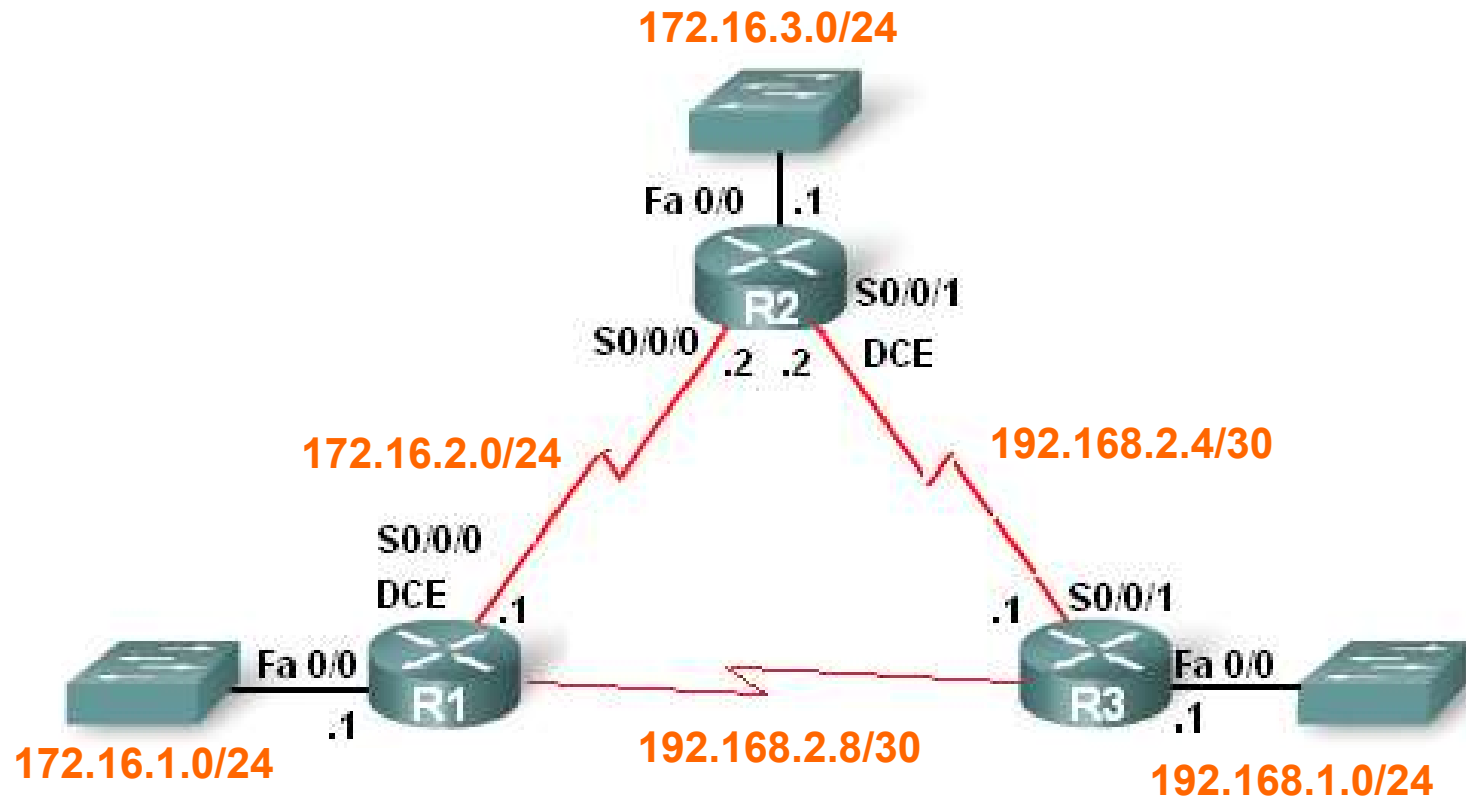 172.16.3.0/24
Fa 0/0
.1
R2
S0/0/1
DCE
S0/0/0
.2
.2
172.16.2.0/24
192.168.2.4/30
S0/0/0
DCE
.1
.1
S0/0/1
Fa 0/0
R1
.1
R3
Fa 0/0
.1
172.16.1.0/24
192.168.2.8/30
192.168.1.0/24